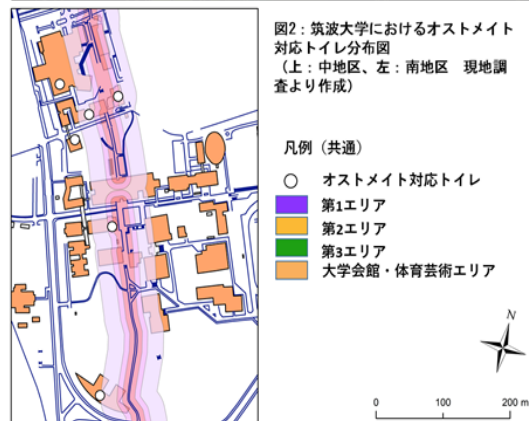 図2：筑波大学におけるオストメイト
対応トイレ分布図
（上：中地区、左：南地区　現地調
査より作成）
凡例（共通）
オストメイト対応トイレ
第1エリア
第2エリア
第3エリア
大学会館・体育芸術エリア
N
0 100 200 m